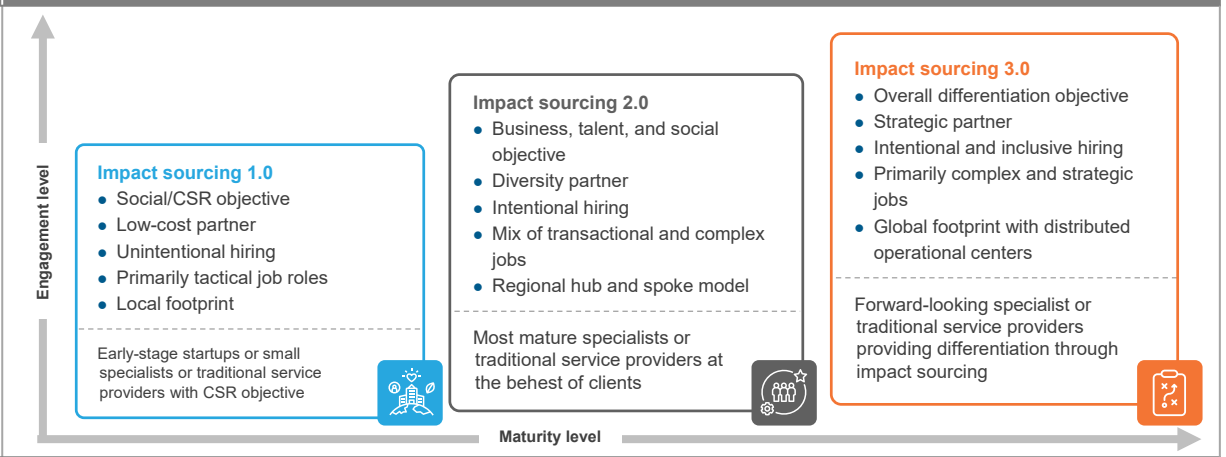 Engagement level
Impact sourcing 1.0
● Social/CSR objective
● Low-cost partner
● Unintentional hiring
● Primarily tactical job roles
● Local footprint
Early-stage startups or small
specialists or traditional service
providers with CSR objective
Impact sourcing 2.0
● Business, talent, and social
objective
● Diversity partner
● Intentional hiring
● Mix of transactional and complex
jobs
● Regional hub and spoke model
Most mature specialists or
traditional service providers at
the behest of clients
Impact sourcing 3.0
● Overall differentiation objective
● Strategic partner
● Intentional and inclusive hiring
● Primarily complex and strategic
jobs
● Global footprint with distributed
operational centers
Forward-looking specialist or
traditional service providers
providing differentiation through
impact sourcing
Maturity level